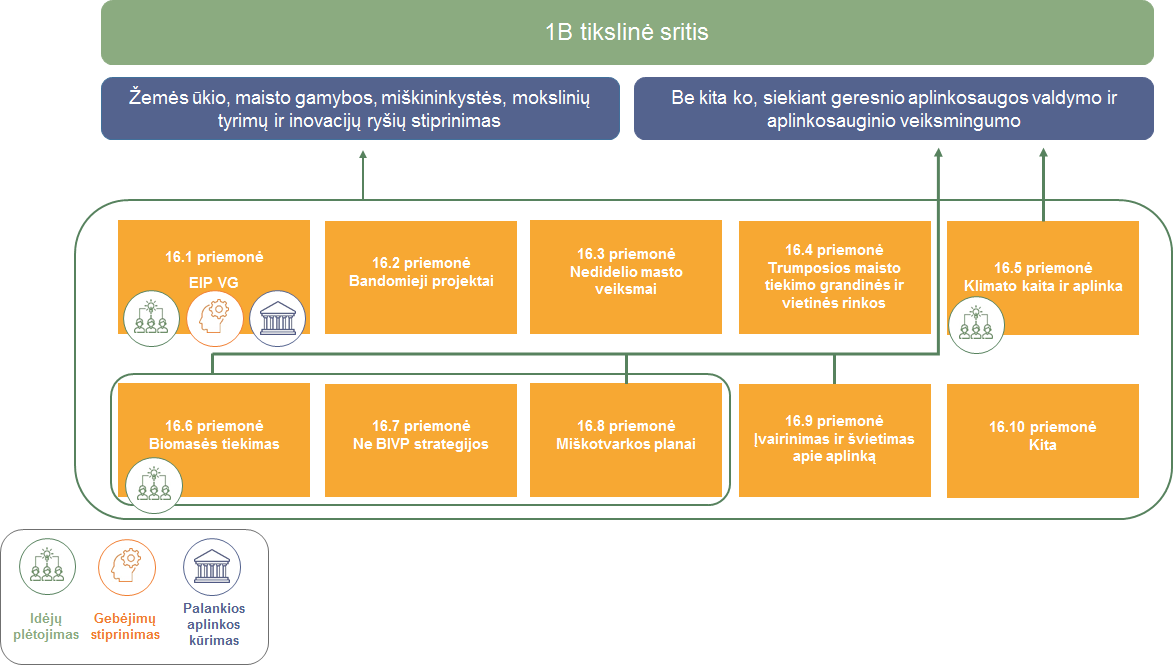 1B tikslinė sritis
Žemės ūkio, maisto gamybos, miškininkystės, mokslinių
tyrimų ir inovacijų ryšių stiprinimas
Be kita ko, siekiant geresnio aplinkosaugos valdymo ir
aplinkosauginio veiksmingumo
16.1 priemonė
EIP VG
16.2 priemonė
Bandomieji projektai
16.3 priemonė
Nedidelio masto
veiksmai
16.4 priemonė
Trumposios maisto
tiekimo grandinės ir
vietinės rinkos
16.5 priemonė
Klimato kaita ir aplinka
16.6 priemonė
Biomasės tiekimas
16.7 priemonė
Ne BIVP strategijos
16.8 priemonė
Miškotvarkos planai
16.9 priemonė
Įvairinimas ir švietimas
apie aplinką
16.10 priemonė
Kita
Idėjų
plėtojimas
Gebėjimų
stiprinimas
Palankios
aplinkos
kūrimas